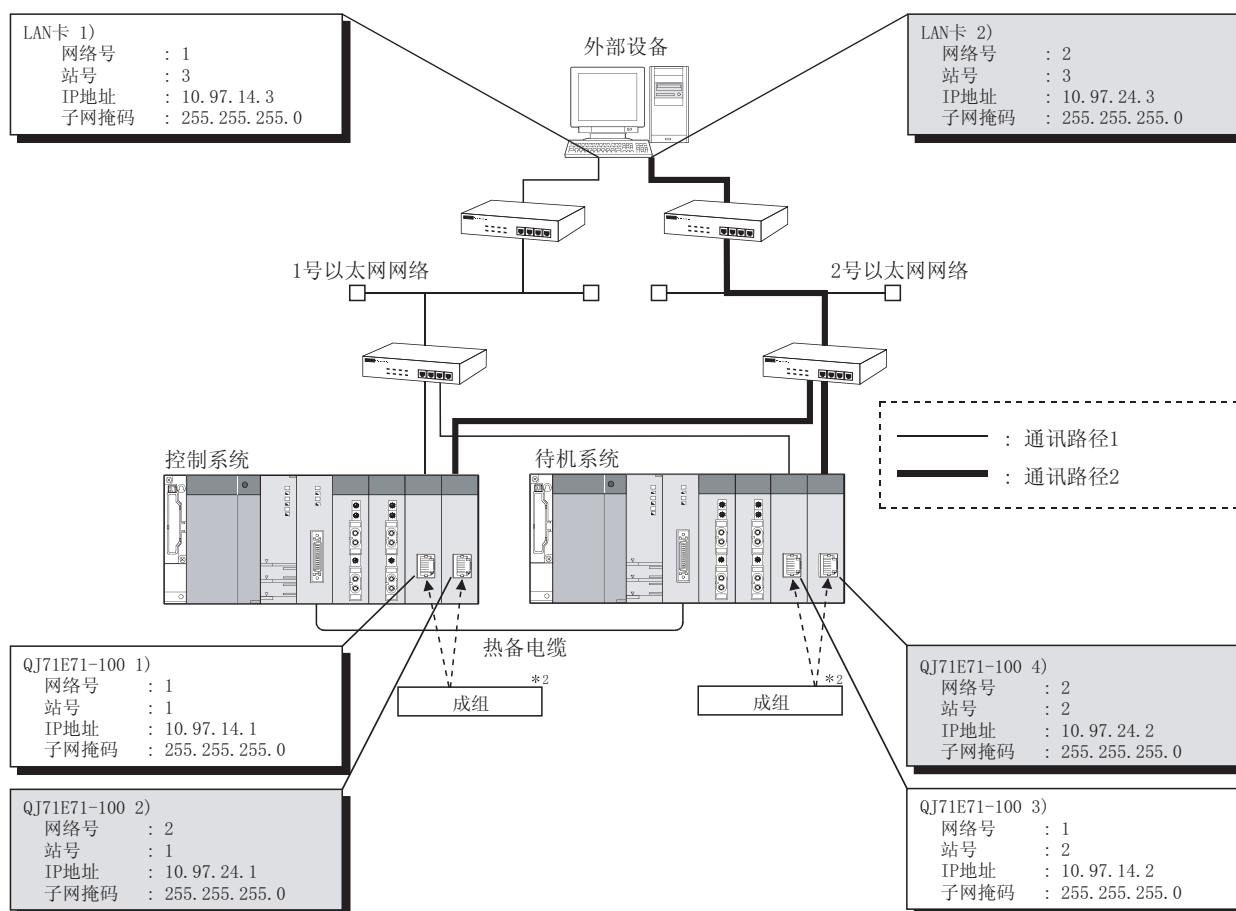 LAN卡 1)
网络号 : 1
站号 : 3
IP地址 : 10.97.14.3
子网掩码 : 255.255.255.0
外部设备
LAN卡 2)
网络号 : 2
站号 : 3
IP地址 : 10.97.24.3
子网掩码 : 255.255.255.0
1号以太网网络
2号以太网网络
: 通讯路径1
: 通讯路径2
控制系统
待机系统
热备电缆
QJ71E71-100 1)
网络号 : 1
站号 : 1
IP地址 : 10.97.14.1
子网掩码 : 255.255.255.0
成组 *2
成组 *2
QJ71E71-100 4)
网络号 : 2
站号 : 2
IP地址 : 10.97.24.2
子网掩码 : 255.255.255.0
QJ71E71-100 2)
网络号 : 2
站号 : 1
IP地址 : 10.97.24.1
子网掩码 : 255.255.255.0
QJ71E71-100 3)
网络号 : 1
站号 : 2
IP地址 : 10.97.14.2
子网掩码 : 255.255.255.0